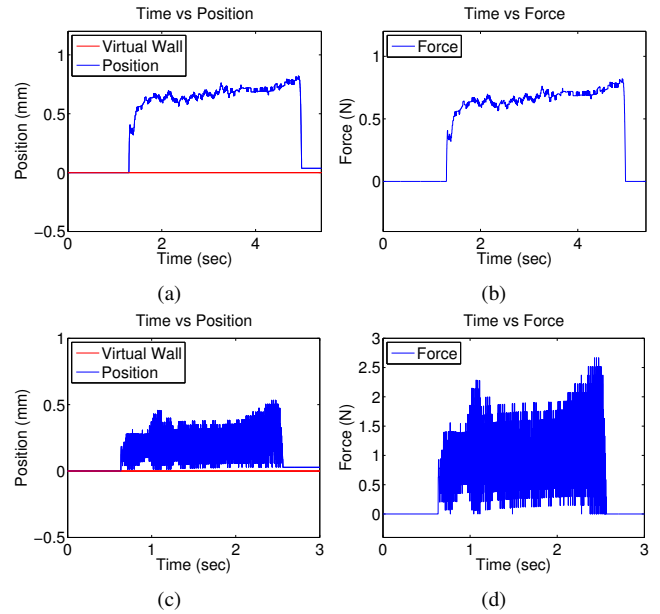 Time vs Position
Virtual Wall
Position
Position (mm)
1
0.5
0
−0.5
0 2 4
Time (sec)
(a)
Time vs Force
Force
Force (N)
1
0.5
0
0 2 4
Time (sec)
(b)
Time vs Position
Virtual Wall
Position
Position (mm)
1
0.5
0
−0.5
0 1 2 3
Time (sec)
(c)
Time vs Force
Force
Force (N)
3
2.5
2
1.5
1
0.5
0
0 1 2 3
Time (sec)
(d)